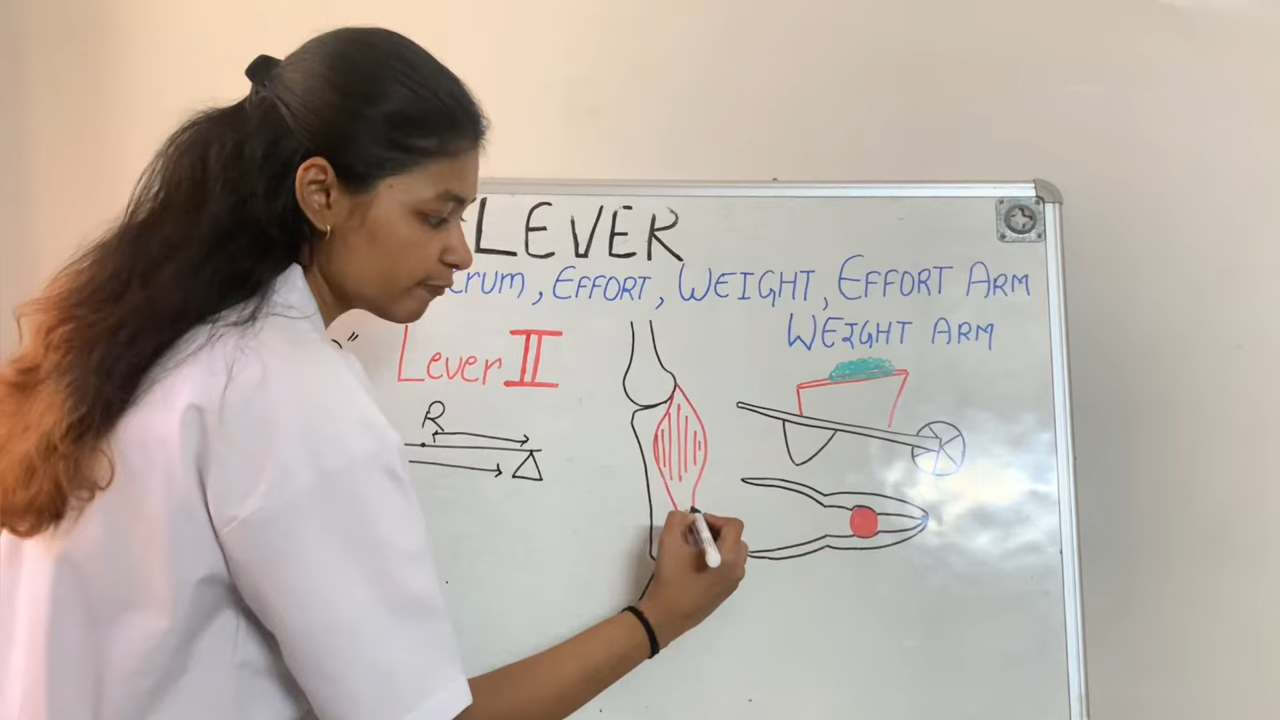 LEVER
crum, EFFORT, WEIGHT, EFFORT ARM
WEIGHT ARM
Lever II
R